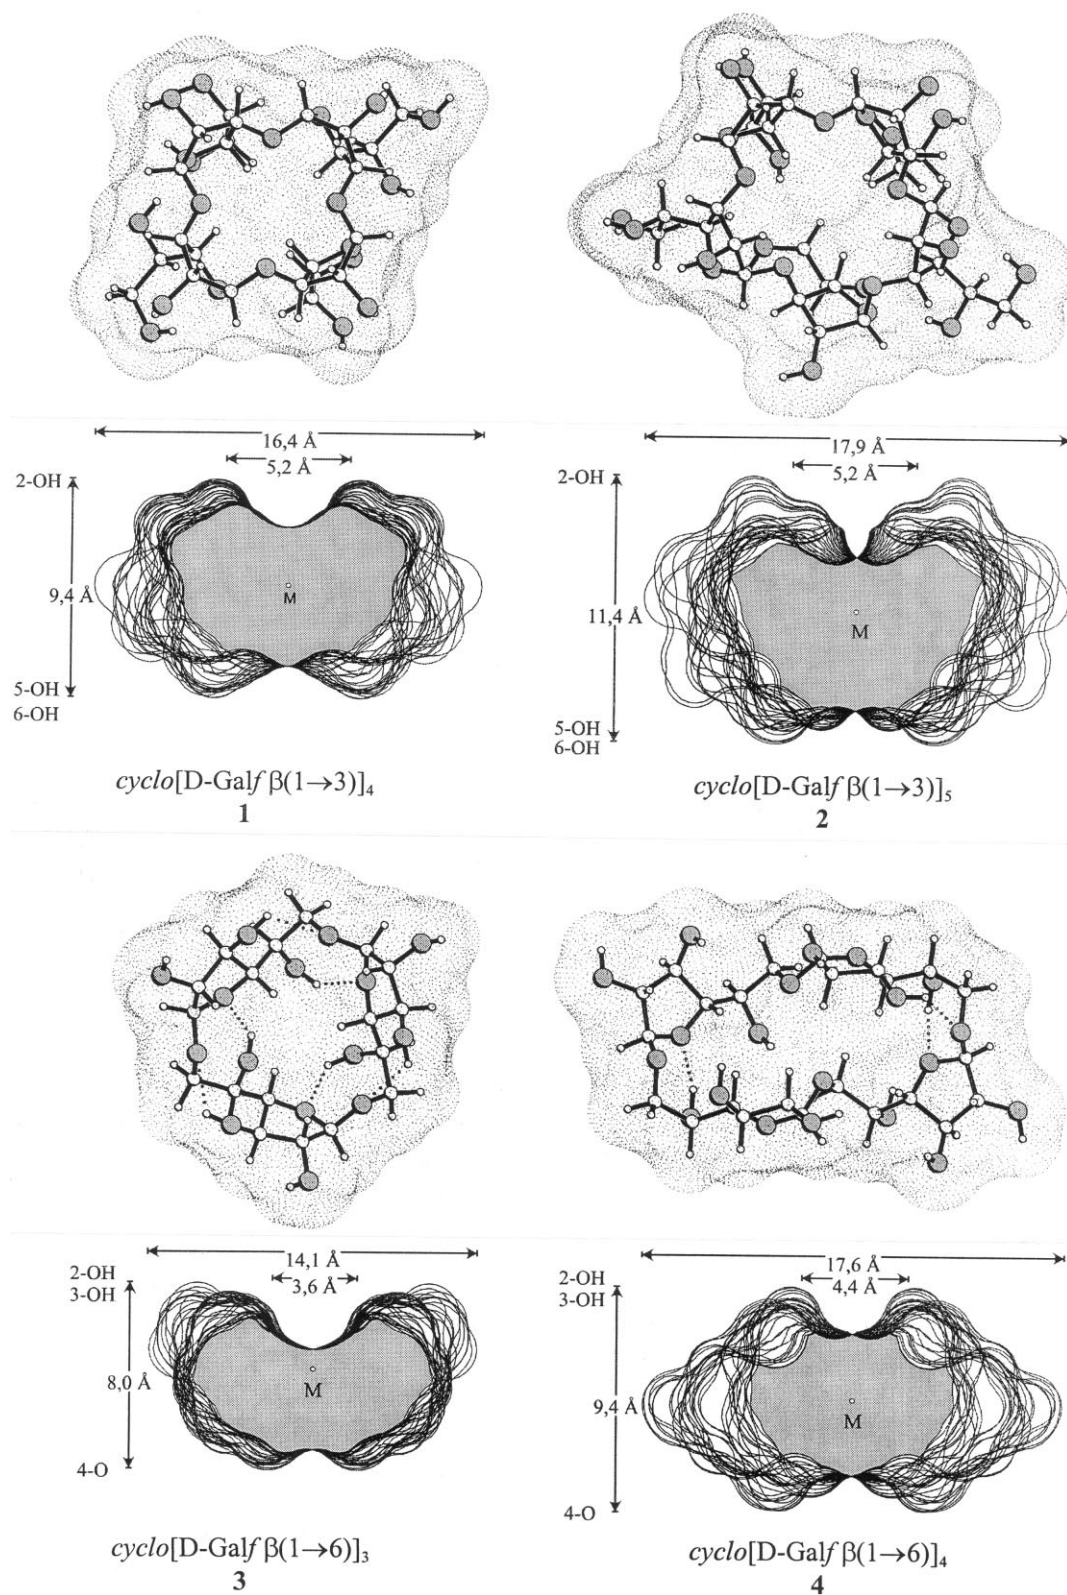 16,4 Å
5,2 Å
2-OH
9,4 Å
M
5-OH
6-OH
cyclo[D-Galf β(1→3)]₄
1
17,9 Å
5,2 Å
2-OH
11,4 Å
M
5-OH
6-OH
cyclo[D-Galf β(1→3)]₅
2
14,1 Å
3,6 Å
2-OH
3-OH
8,0 Å
M
4-O
cyclo[D-Galf β(1→6)]₃
3
17,6 Å
4,4 Å
2-OH
3-OH
9,4 Å
M
4-O
cyclo[D-Galf β(1→6)]₄
4